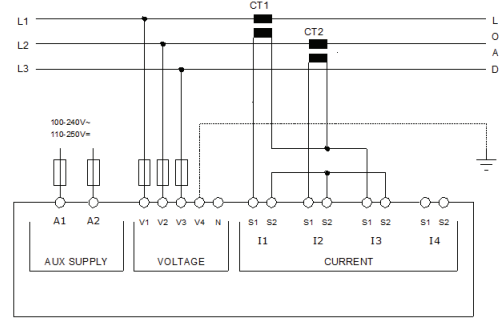 CT1
L1
L
CT2
L2
O
A
L3
D
100-240V~
110-250V=
A1 A2 V1 V2 V3 V4 N S1 S2 S1 S2 S1 S2 S1 S2
I1 I2 I3 I4
AUX SUPPLY VOLTAGE CURRENT